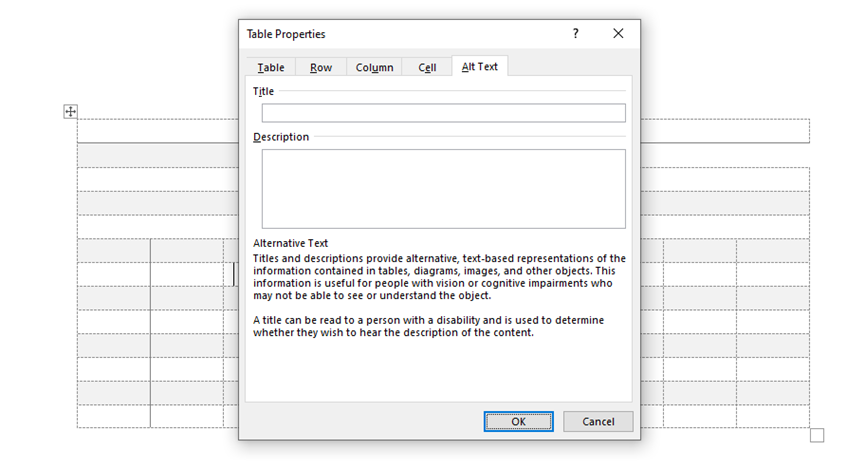 Table Properties ?
Table Row Column Cell Alt Text
Title
Description
Alternative Text
Titles and descriptions provide alternative, text-based representations of the
information contained in tables, diagrams, images, and other objects. This
information is useful for people with vision or cognitive impairments who
may not be able to see or understand the object.
A title can be read to a person with a disability and is used to determine
whether they wish to hear the description of the content.
OK Cancel